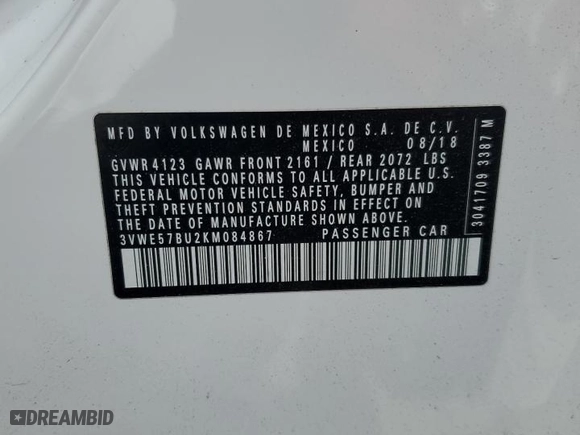 MFD BY VOLKSWAGEN DE MEXICO S.A. DE C.V.
MEXICO 08/18
GVWR 4123 GAWR FRONT 2161 / REAR 2072 LBS
THIS VEHICLE CONFORMS TO ALL APPLICABLE U.S.
FEDERAL MOTOR VEHICLE SAFETY, BUMPER AND
THEFT PREVENTION STANDARDS IN EFFECT ON
THE DATE OF MANUFACTURE SHOWN ABOVE.
3VWE57BU2KM084867 PASSENGER CAR
3041709 3387 M
DREAMBID